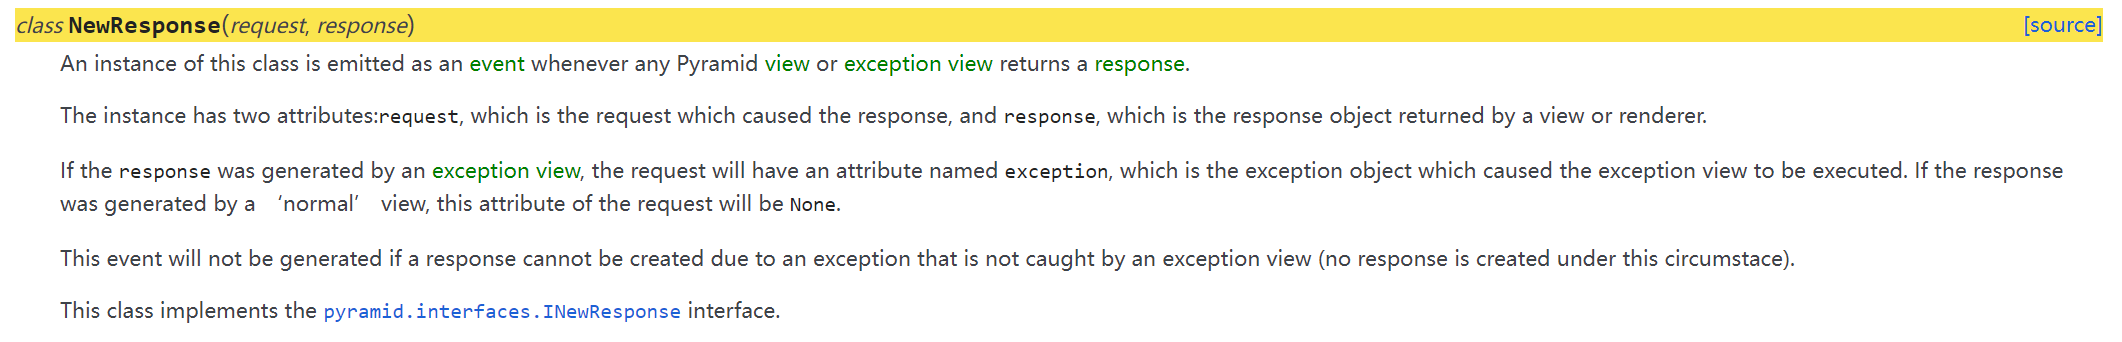 class NewResponse(request, response) [source]
An instance of this class is emitted as an event whenever any Pyramid view or exception view returns a response.
The instance has two attributes:request, which is the request which caused the response, and response, which is the response object returned by a view or renderer.
If the response was generated by an exception view, the request will have an attribute named exception, which is the exception object which caused the exception view to be executed. If the response
was generated by a ‘normal’ view, this attribute of the request will be None.
This event will not be generated if a response cannot be created due to an exception that is not caught by an exception view (no response is created under this circumstace).
This class implements the pyramid.interfaces.INewResponse interface.